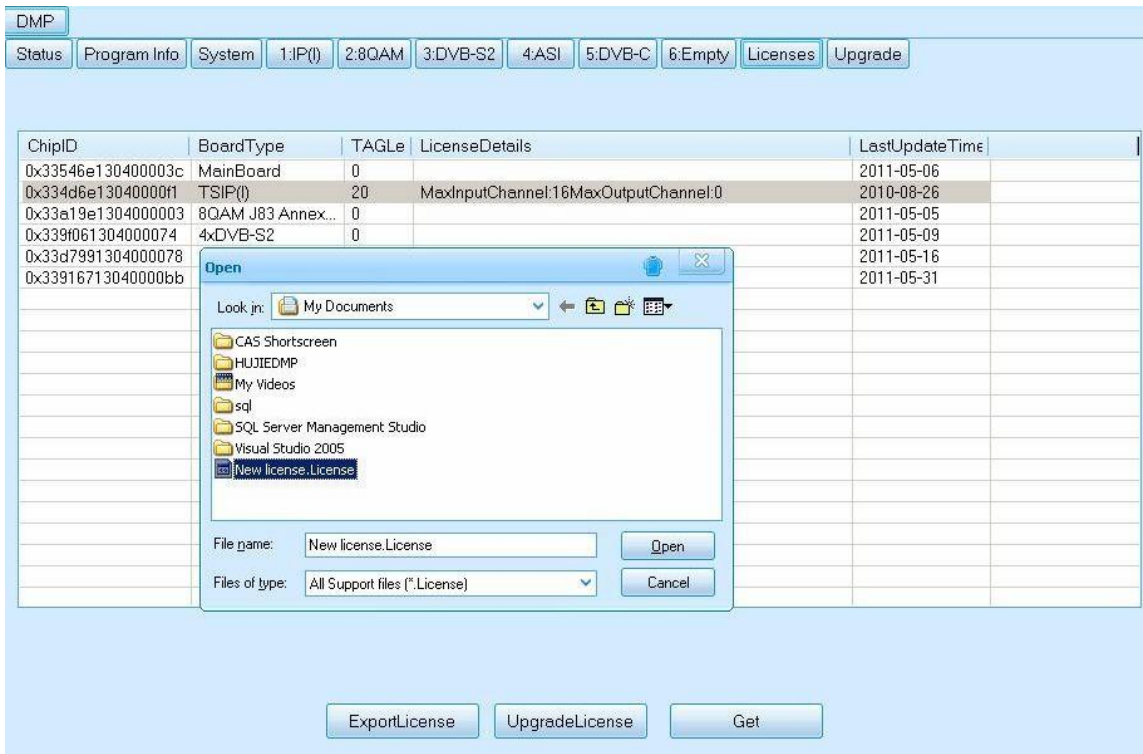 DMP
Status Program Info System 1:IP(I) 2:8QAM 3:DVB-S2 4:ASI 5:DVB-C 6:Empty Licenses Upgrade
ChipID BoardType TAGLe LicenseDetails LastUpdateTime
0x33546e130400003c MainBoard 0 2011-05-06
0x334d6e13040000f1 TSIP(I) 20 MaxInputChannel:16MaxOutputChannel:0 2010-08-26
0x33a19e1304000003 8QAM J83 Annex... 0 2011-05-05
0x339f061304000074 4xDVB-S2 0 2011-05-09
0x33d7991304000078 2011-05-16
0x33916713040000bb 2011-05-31
Open
Look in: My Documents
CAS Shortscreen
HUJIEDMP
My Videos
sql
SQL Server Management Studio
Visual Studio 2005
New license.License
File name: New license.License Open
Files of type: All Support files (*.License) Cancel
ExportLicense UpgradeLicense Get